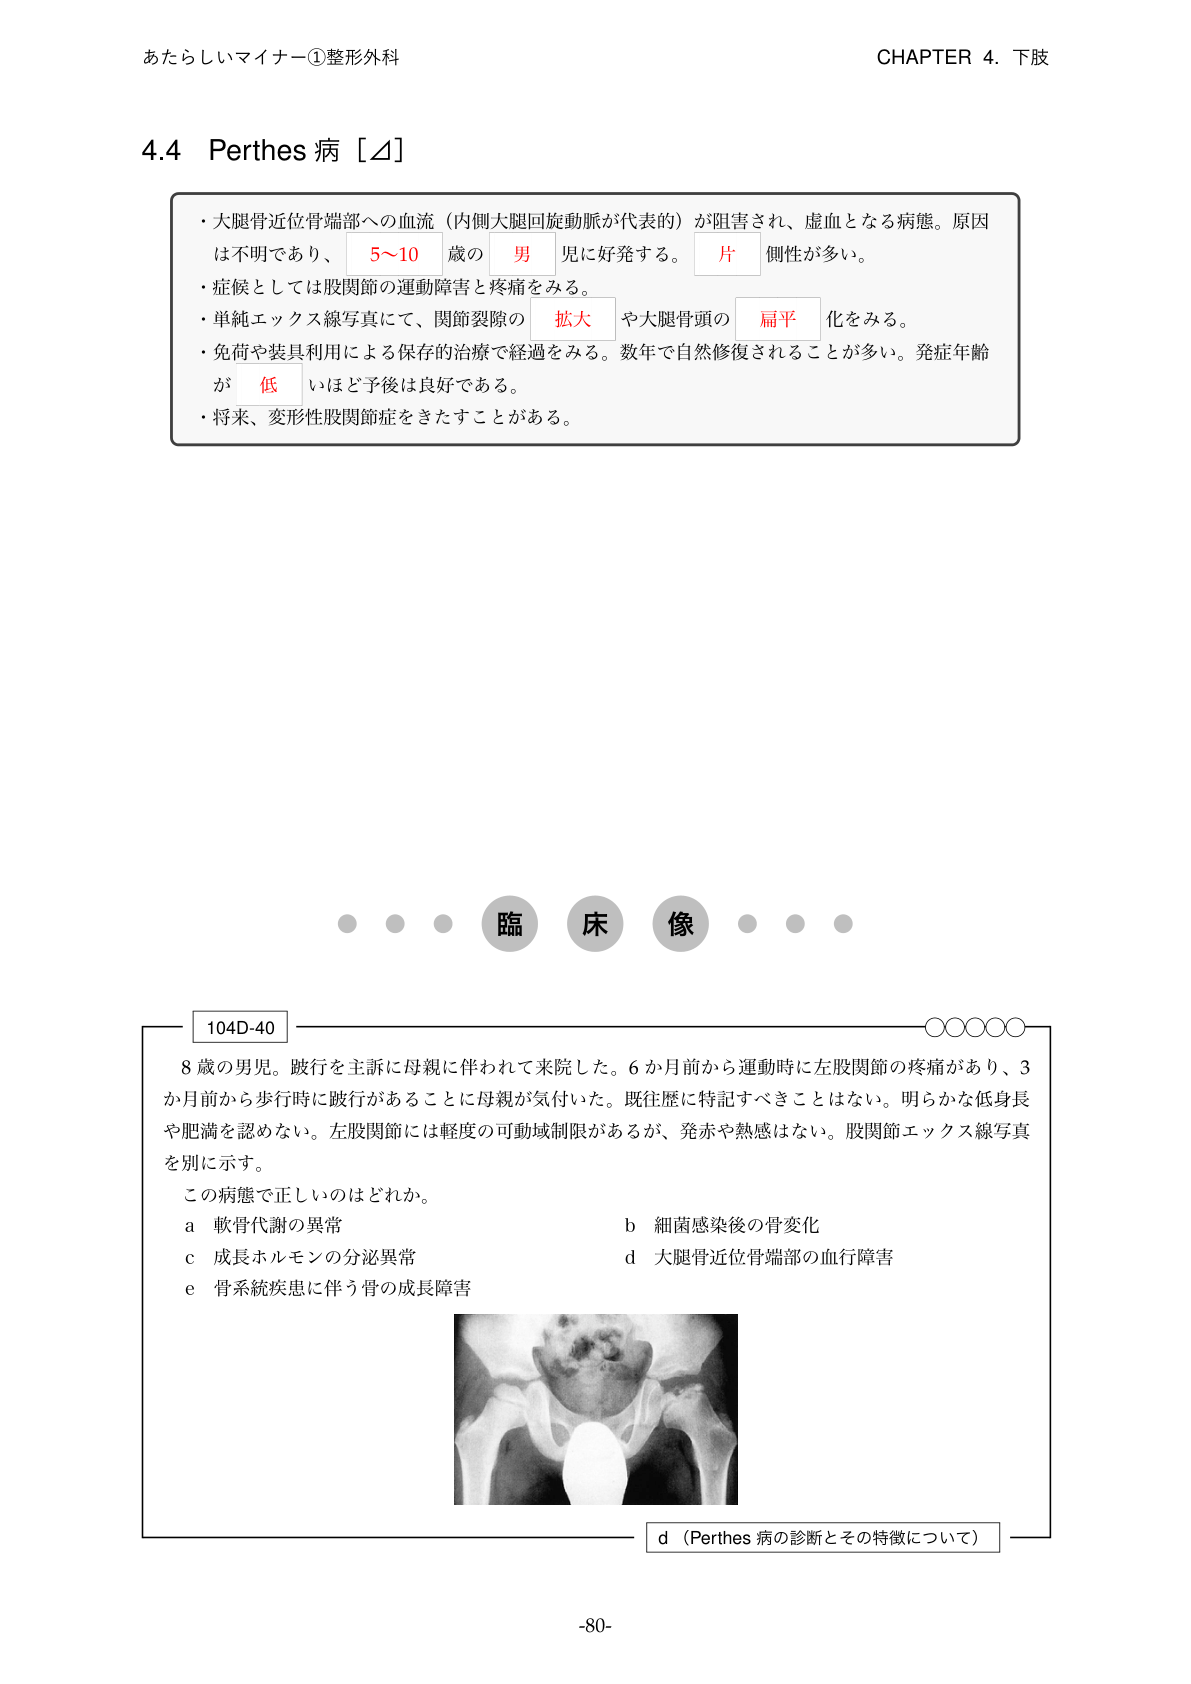 あたらしいマイナー①整形外科 CHAPTER 4. 下肢
4.4 Perthes 病［⊿］
・大腿骨近位骨端部への血流（内側大腿回旋動脈が代表的）が阻害され、虚血となる病態。原因
は不明であり、 5〜10 歳の 男 児に好発する。 片 側性が多い。
・症候としては股関節の運動障害と疼痛をみる。
・単純エックス線写真にて、関節裂隙の 拡大 や大腿骨頭の 扁平 化をみる。
・免荷や装具利用による保存的治療で経過をみる。数年で自然修復されることが多い。発症年齢
が 低 いほど予後は良好である。
・将来、変形性股関節症をきたすことがある。
臨 床 像
104D-40
8 歳の男児。跛行を主訴に母親に伴われて来院した。6 か月前から運動時に左股関節の疼痛があり、3
か月前から歩行時に跛行があることに母親が気付いた。既往歴に特記すべきことはない。明らかな低身長
や肥満を認めない。左股関節には軽度の可動域制限があるが、発赤や熱感はない。股関節エックス線写真
を別に示す。
この病態で正しいのはどれか。
a 軟骨代謝の異常 b 細菌感染後の骨変化
c 成長ホルモンの分泌異常 d 大腿骨近位骨端部の血行障害
e 骨系統疾患に伴う骨の成長障害
d （Perthes 病の診断とその特徴について）
-80-